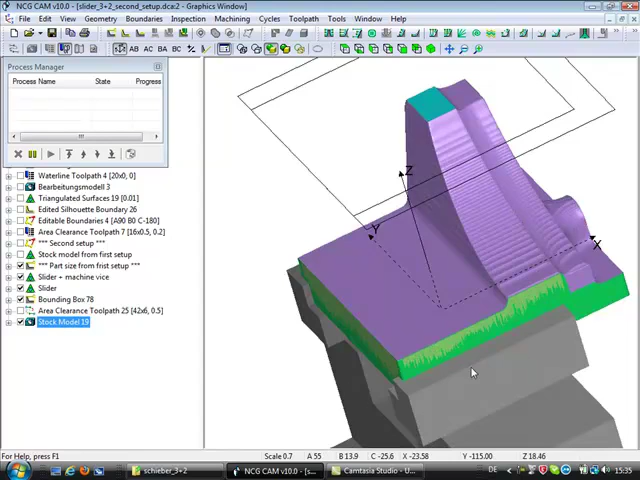 NCG CAM v10.0 - [slider_3+2_second_setup.dca:2 - Graphics Window]
File Edit View Geometry Boundaries Inspection Machining Cycles Toolpath Tools Window Help
AB AC BA BC
Process Manager
Process Name State Progress
Waterline Toolpath 4 [20x0, 0]
Bearbeitungsmodell 3
Triangulated Surfaces 19 [0.01]
Edited Silhouette Boundary 26
Editable Boundaries 4 [A90 B0 C-180]
Area Clearance Toolpath 7 [16x0.5, 0.2]
*** Second setup ***
Stock model from first setup
*** Part size from frist setup ***
Slider + machine vice
Slider
Bounding Box 78
Area Clearance Toolpath 25 [42x6, 0.5]
Stock Model 19
Z
Y
X
For Help, press F1
Scale 0.7 A 55 B 13.9 C -25.6 X -23.58 Y -115.00 Z 18.46
schieber_3+2
NCG CAM v10.0 - [s...
Camtasia Studio - U...
DE
15:35